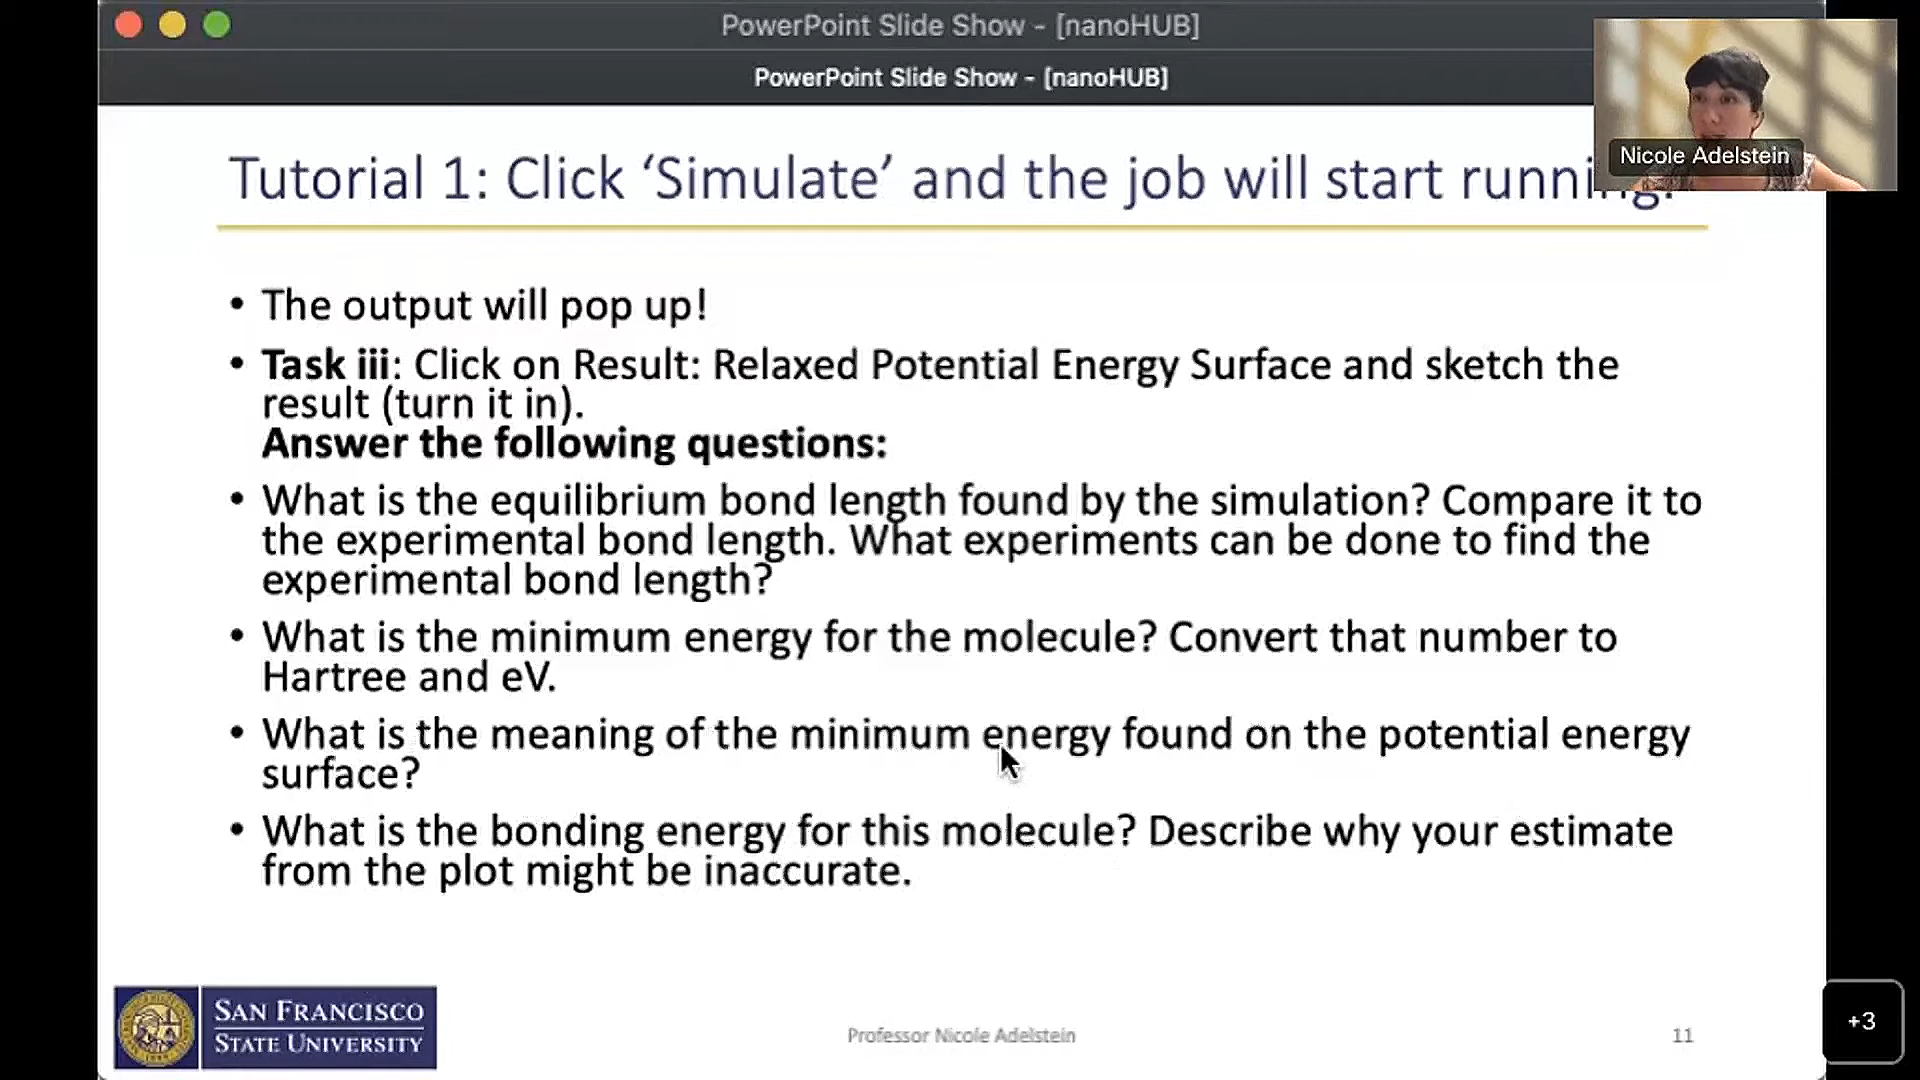 PowerPoint Slide Show - [nanoHUB]
PowerPoint Slide Show - [nanoHUB]
Nicole Adelstein
Tutorial 1: Click ‘Simulate’ and the job will start running!
• The output will pop up!
• Task iii: Click on Result: Relaxed Potential Energy Surface and sketch the
result (turn it in).
Answer the following questions:
• What is the equilibrium bond length found by the simulation? Compare it to
the experimental bond length. What experiments can be done to find the
experimental bond length?
• What is the minimum energy for the molecule? Convert that number to
Hartree and eV.
• What is the meaning of the minimum energy found on the potential energy
surface?
• What is the bonding energy for this molecule? Describe why your estimate
from the plot might be inaccurate.
SAN FRANCISCO
STATE UNIVERSITY
Professor Nicole Adelstein
11
+3